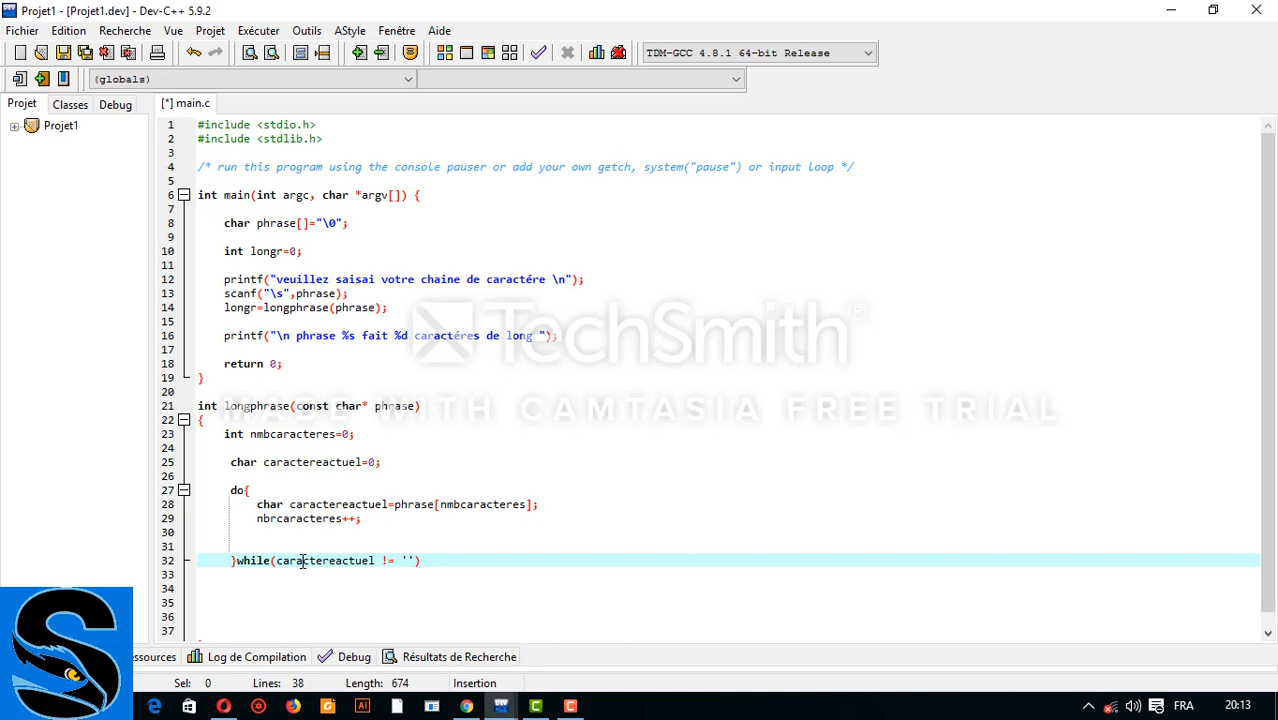 Projet1 - [Projet1.dev] - Dev-C++ 5.9.2
Fichier Edition Recherche Vue Projet Exécuter Outils AStyle Fenêtre Aide
TDM-GCC 4.8.1 64-bit Release
(globals)
Projet Classes Debug [*] main.c
Projet1
1 #include <stdio.h>
2 #include <stdlib.h>
3
4 /* run this program using the console pauser or add your own getch, system("pause") or input loop */
5
6 int main(int argc, char *argv[]) {
7
8 char phrase[]="\0";
9
10 int longr=0;
11
12 printf("veuillez saisai votre chaine de caractére \n");
13 scanf("\s",phrase);
14 longr=longphrase(phrase);
15
16 printf("\n phrase %s fait %d caractéres de long ");
17
18 return 0;
19 }
20
21 int longphrase(const char* phrase)
22 {
23 int nmbcaracteres=0;
24
25 char caractereactuel=0;
26
27 do{
28 char caractereactuel=phrase[nmbcaracteres];
29 nbrcaracteres++;
30
31
32 }while(caractereactuel != '')
33
34
35
36
37
TechSmith®
MADE WITH CAMTASIA FREE TRIAL
essources Log de Compilation Debug Résultats de Recherche
Sel: 0 Lines: 38 Length: 674 Insertion
S
FRA 20:13